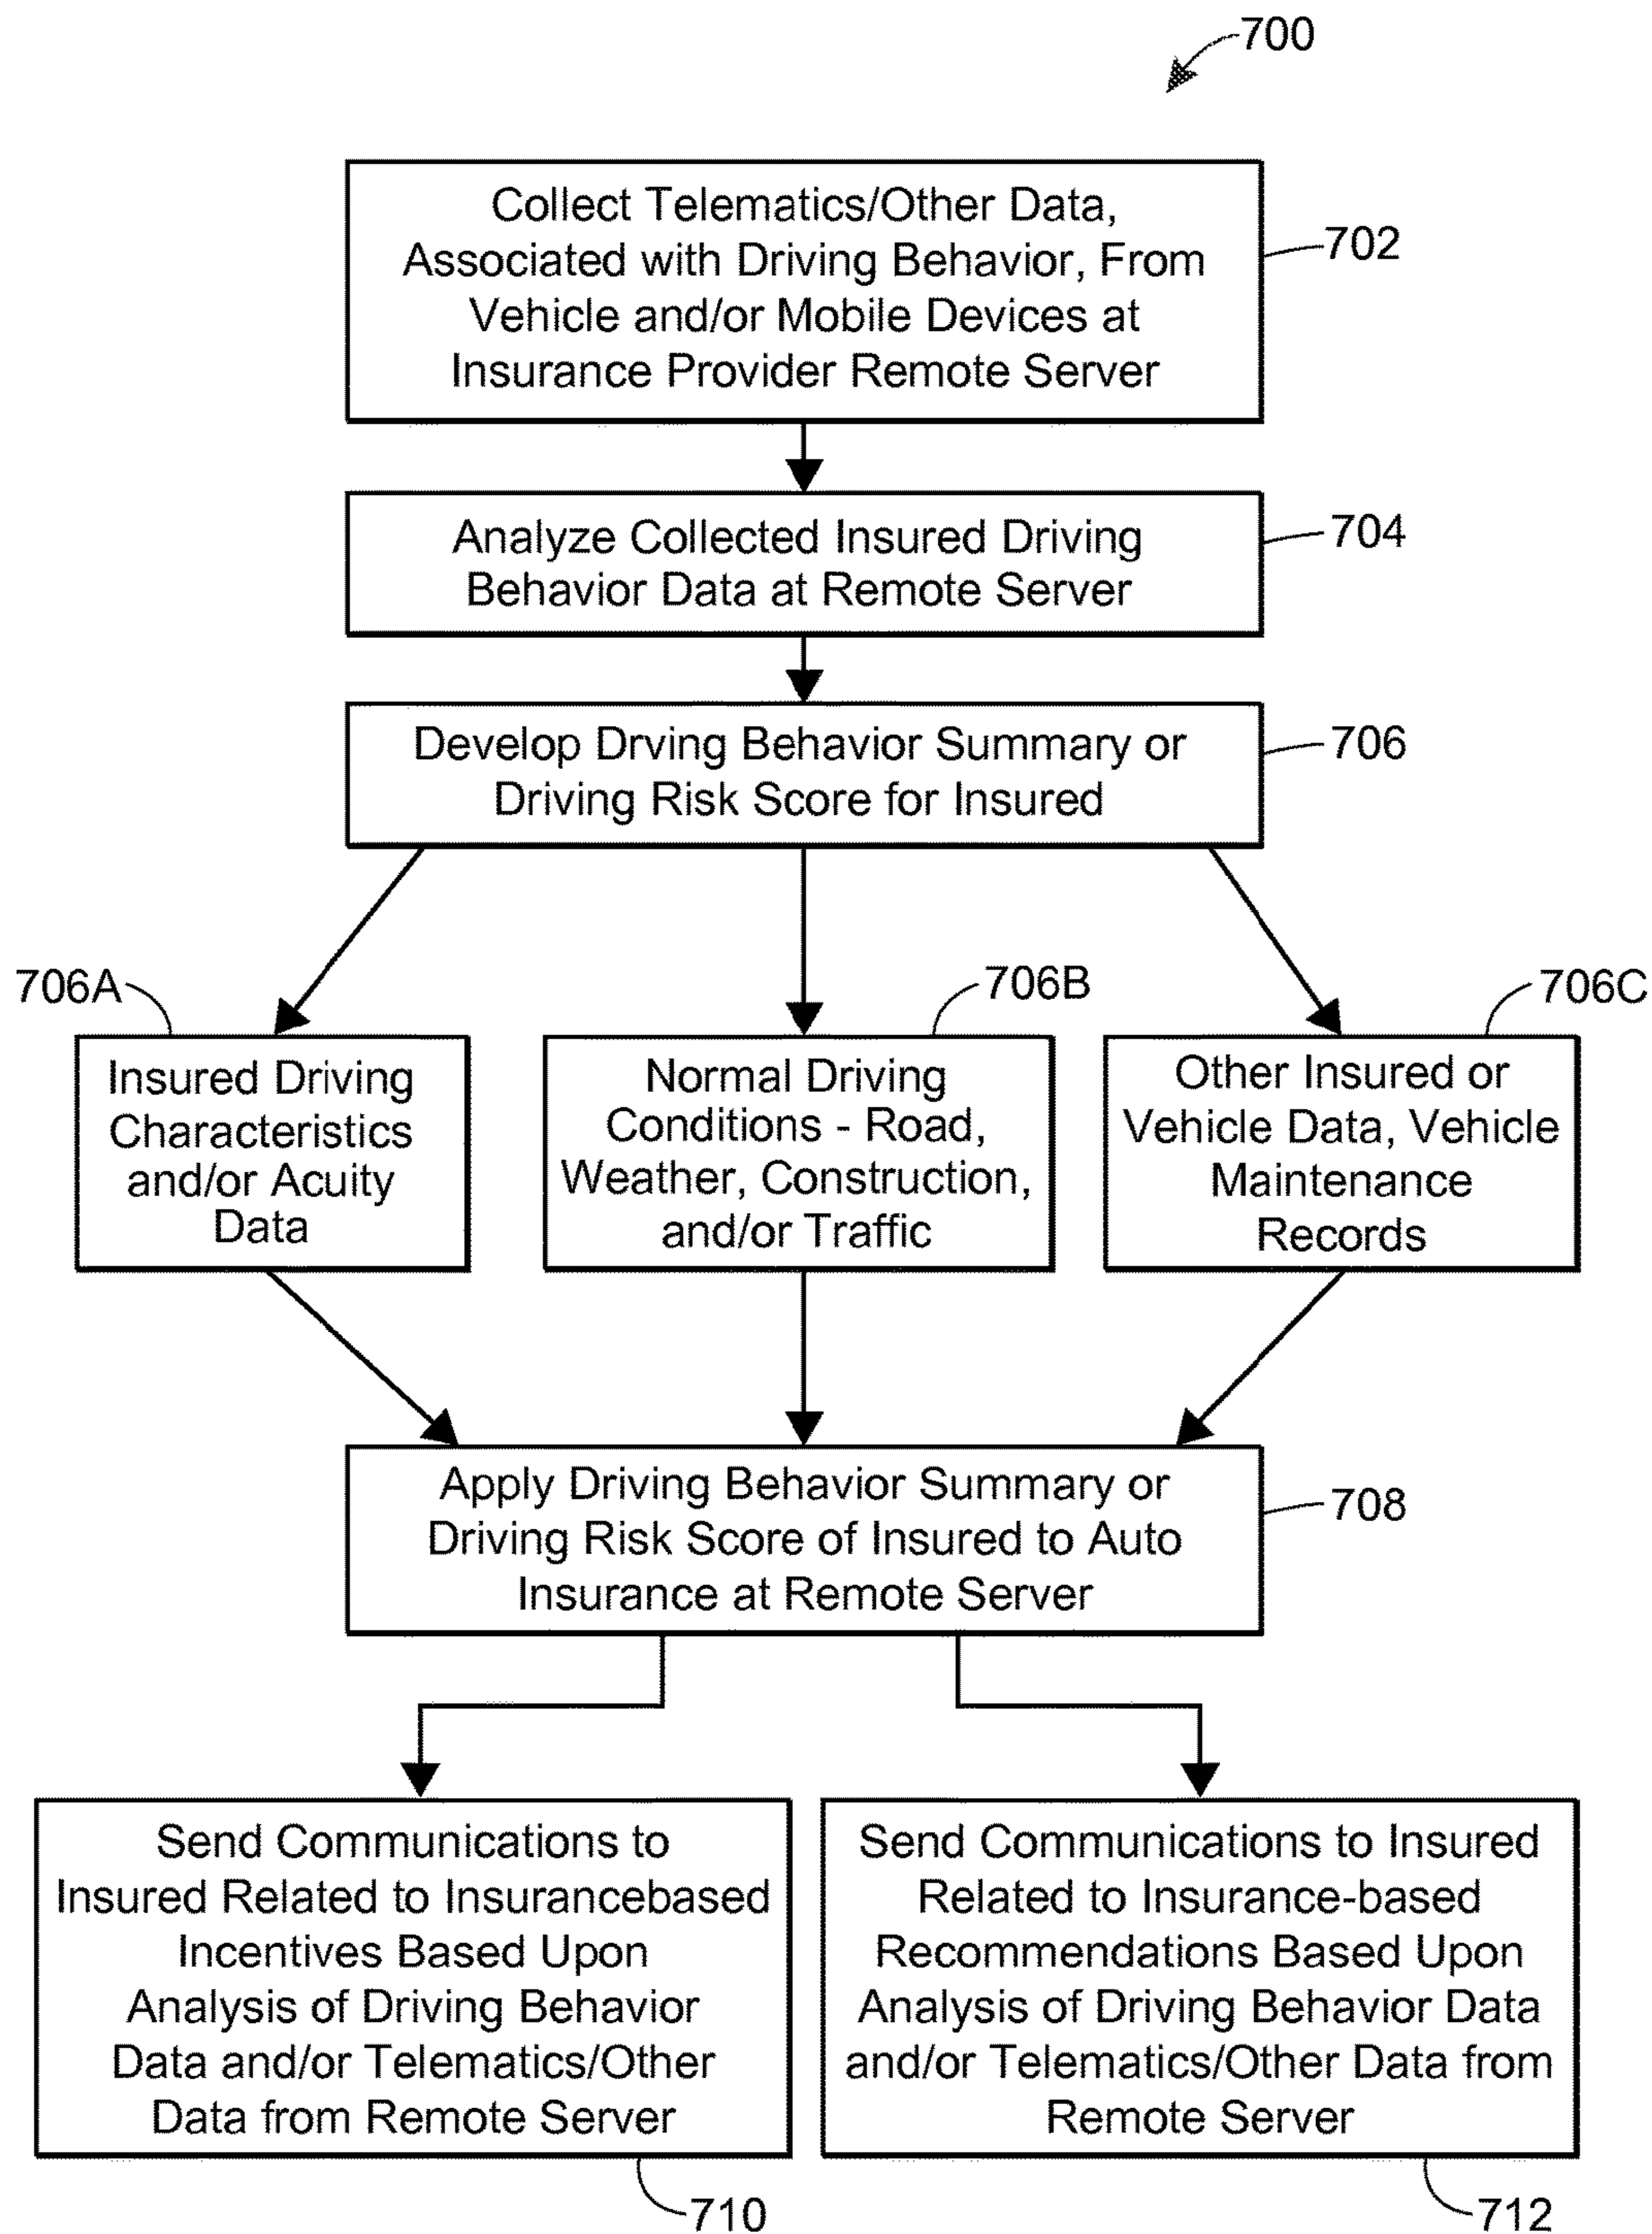 700
Collect Telematics/Other Data,
Associated with Driving Behavior, From
Vehicle and/or Mobile Devices at
Insurance Provider Remote Server
702
Analyze Collected Insured Driving
Behavior Data at Remote Server
704
Develop Drving Behavior Summary or
Driving Risk Score for Insured
706
706A
Insured Driving
Characteristics
and/or Acuity
Data
706B
Normal Driving
Conditions - Road,
Weather, Construction,
and/or Traffic
706C
Other Insured or
Vehicle Data, Vehicle
Maintenance
Records
Apply Driving Behavior Summary or
Driving Risk Score of Insured to Auto
Insurance at Remote Server
708
Send Communications to
Insured Related to Insurancebased
Incentives Based Upon
Analysis of Driving Behavior
Data and/or Telematics/Other
Data from Remote Server
710
Send Communications to Insured
Related to Insurance-based
Recommendations Based Upon
Analysis of Driving Behavior Data
and/or Telematics/Other Data from
Remote Server
712